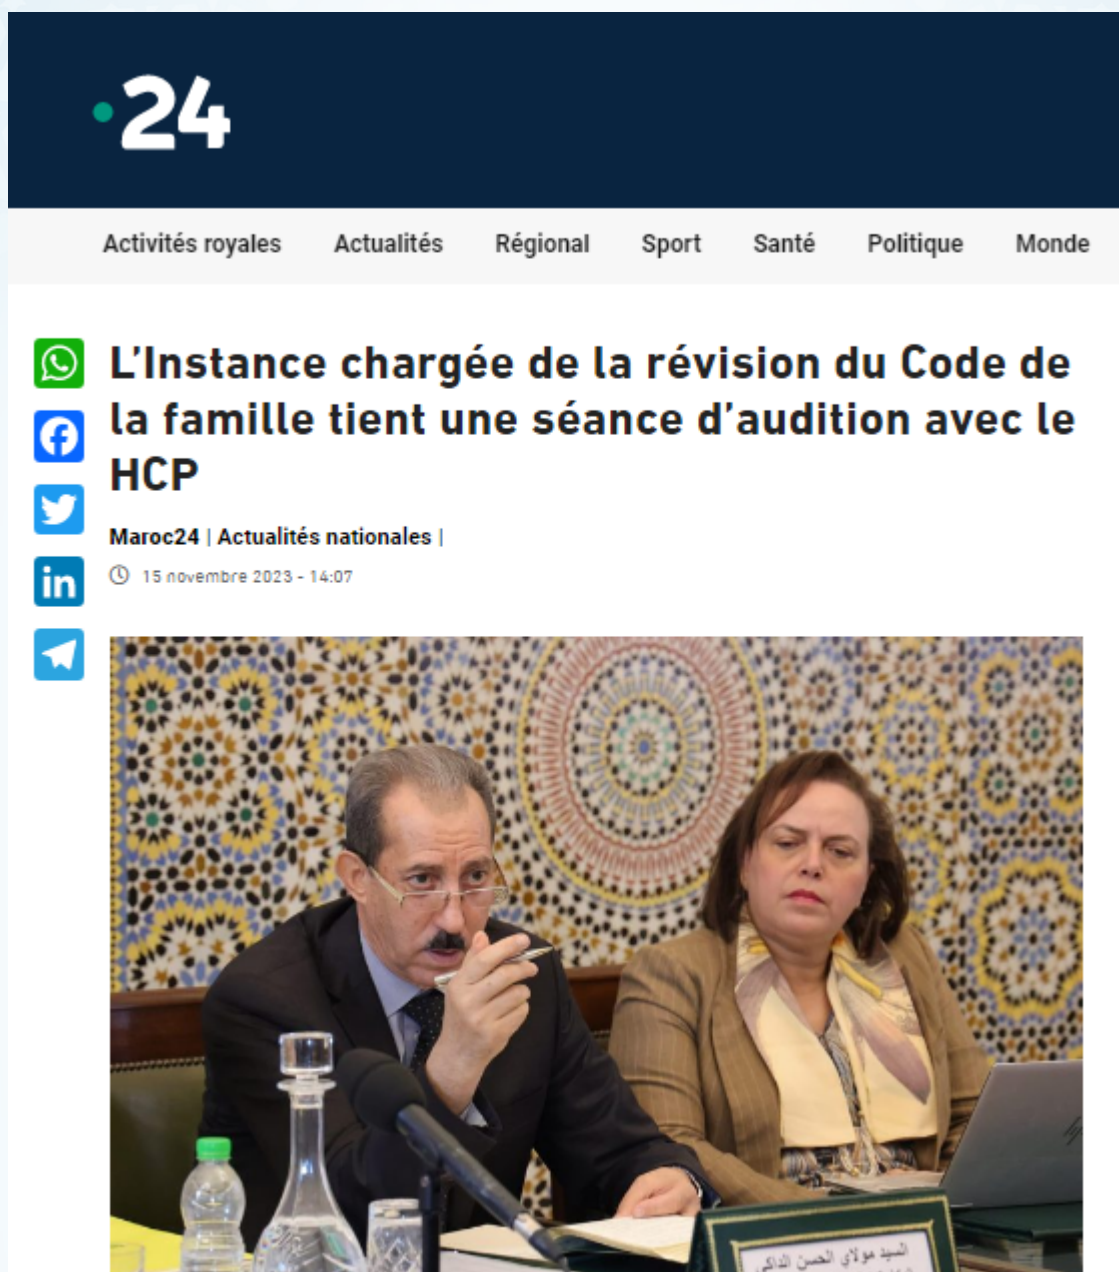 24
Activités royales Actualités Régional Sport Santé Politique Monde
L’Instance chargée de la révision du Code de
la famille tient une séance d’audition avec le
HCP
Maroc24 | Actualités nationales |
15 novembre 2023 - 14:07
السيد مولاي الحسن الداكي